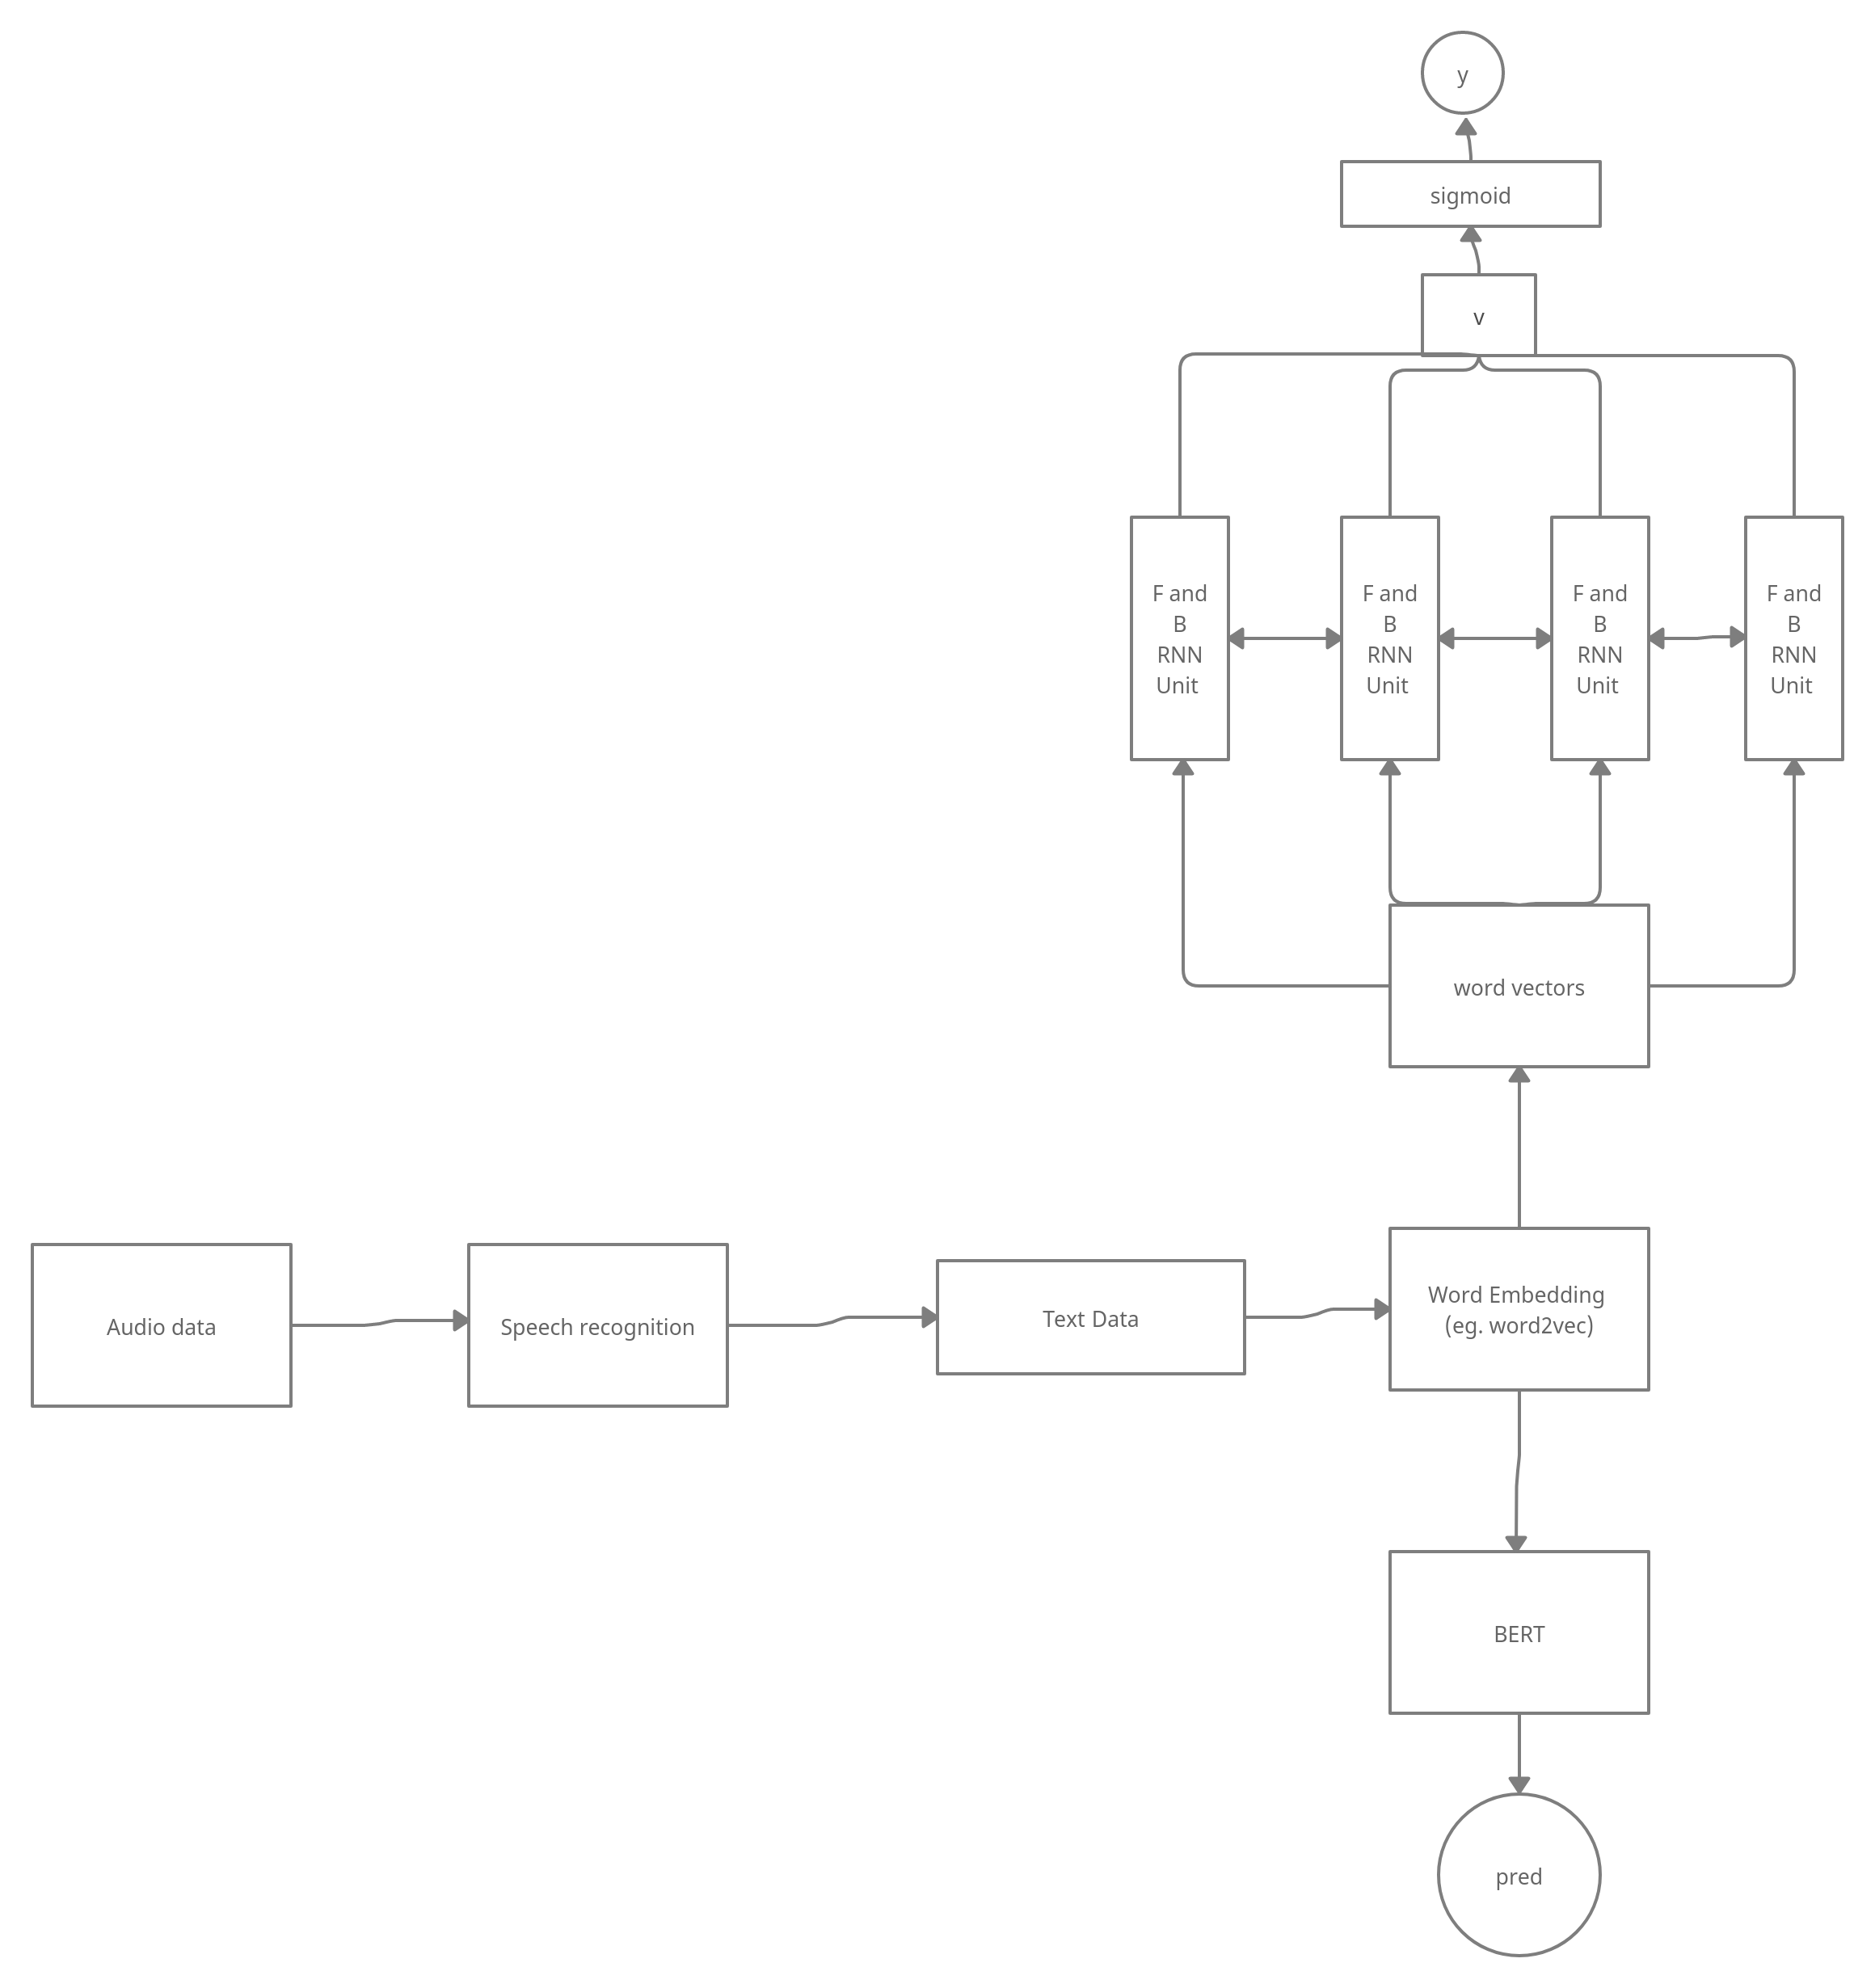 y
sigmoid
v
F and
B
RNN
Unit
F and
B
RNN
Unit
F and
B
RNN
Unit
F and
B
RNN
Unit
word vectors
Audio data
Speech recognition
Text Data
Word Embedding
(eg. word2vec)
BERT
pred